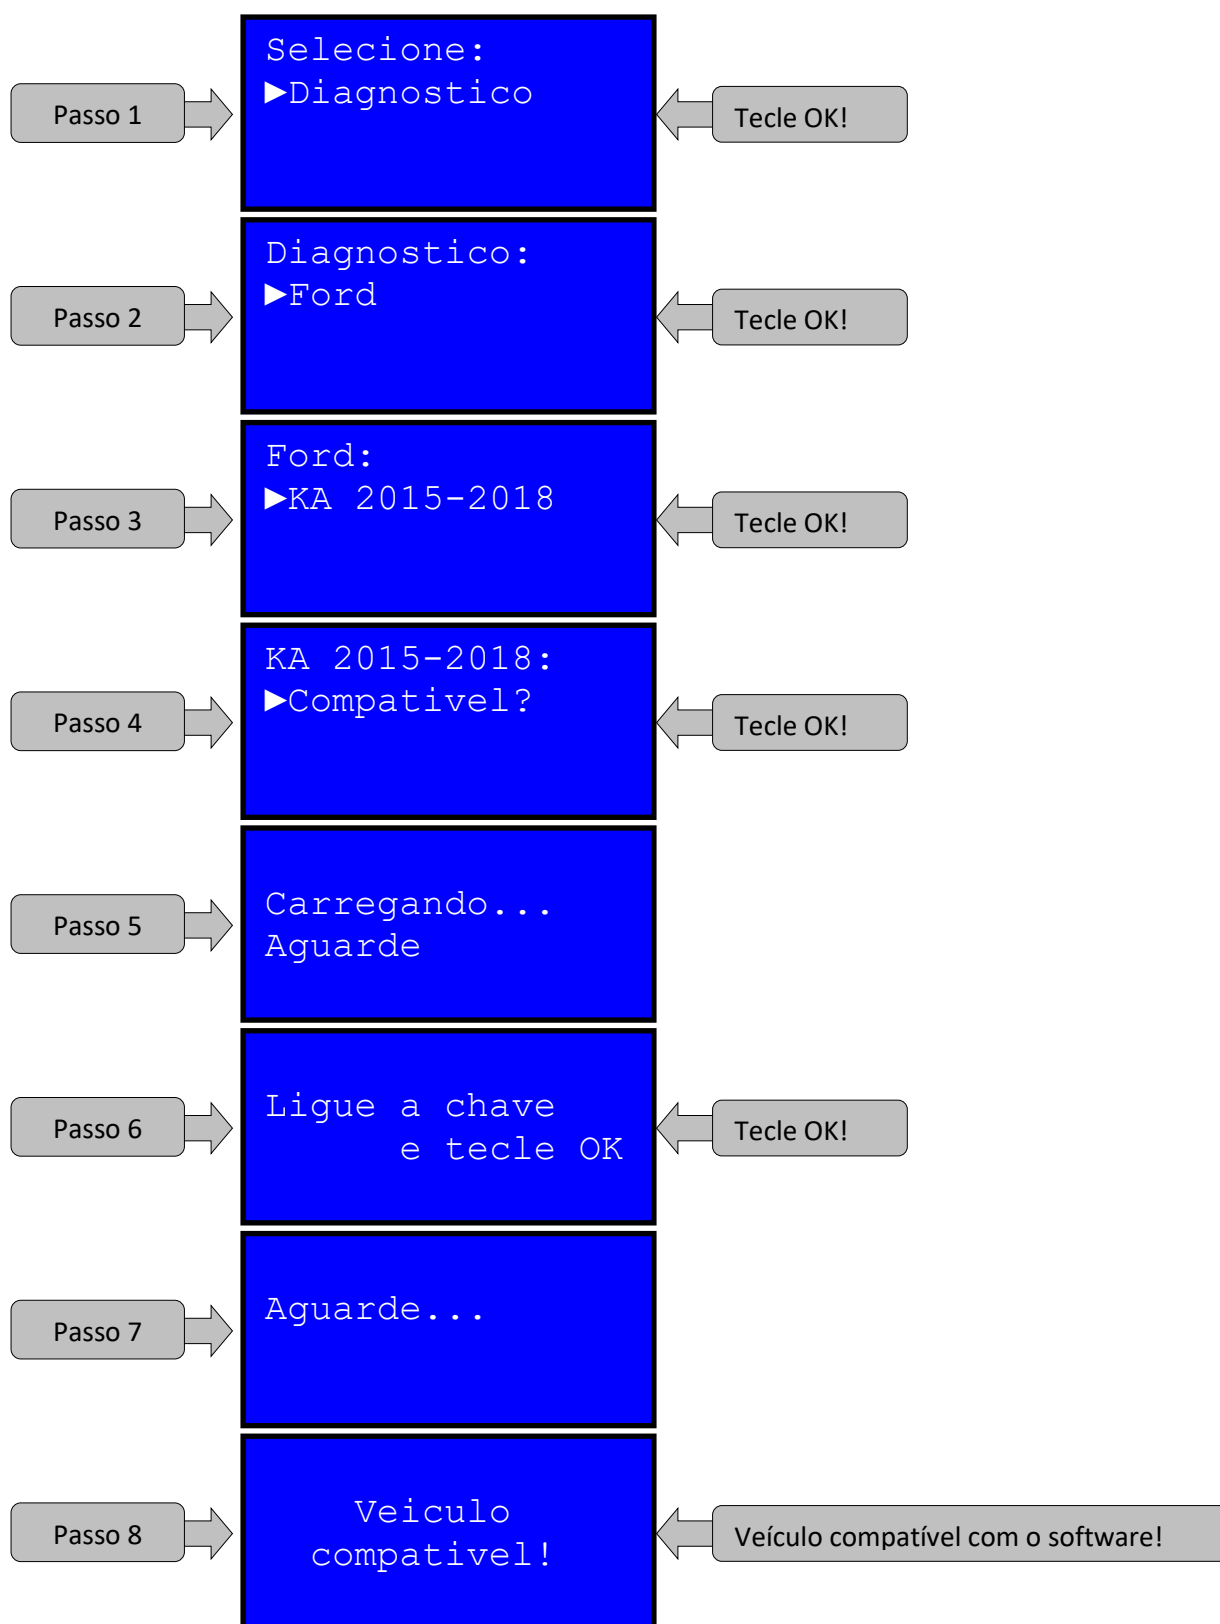 Passo 1
Selecione:
►Diagnostico
Tecle OK!
Passo 2
Diagnostico:
►Ford
Tecle OK!
Passo 3
Ford:
►KA 2015-2018
Tecle OK!
Passo 4
KA 2015-2018:
►Compativel?
Tecle OK!
Passo 5
Carregando...
Aguarde
Passo 6
Ligue a chave
e tecle OK
Tecle OK!
Passo 7
Aguarde...
Passo 8
Veiculo
compativel!
Veículo compatível com o software!